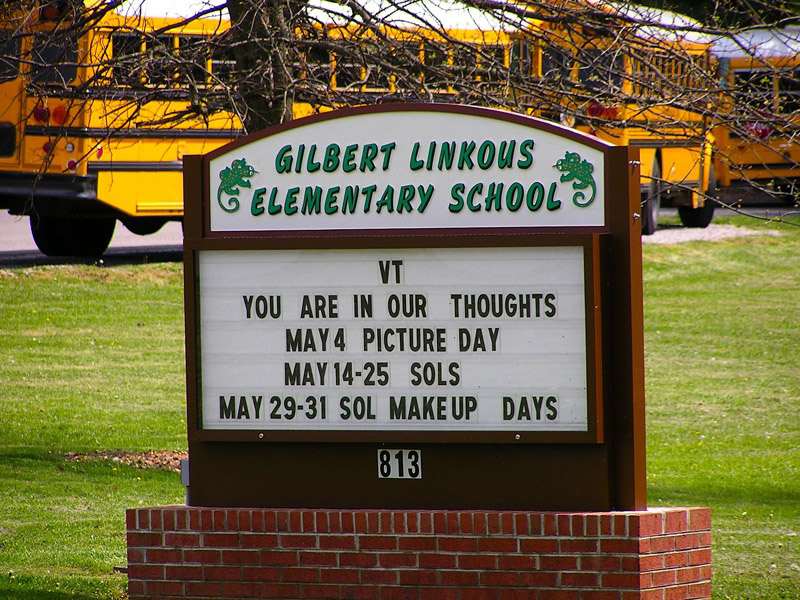 GILBERT LINKOUS
ELEMENTARY SCHOOL
VT
YOU ARE IN OUR THOUGHTS
MAY 4 PICTURE DAY
MAY 14-25 SOLS
MAY 29-31 SOL MAKEUP DAYS
813